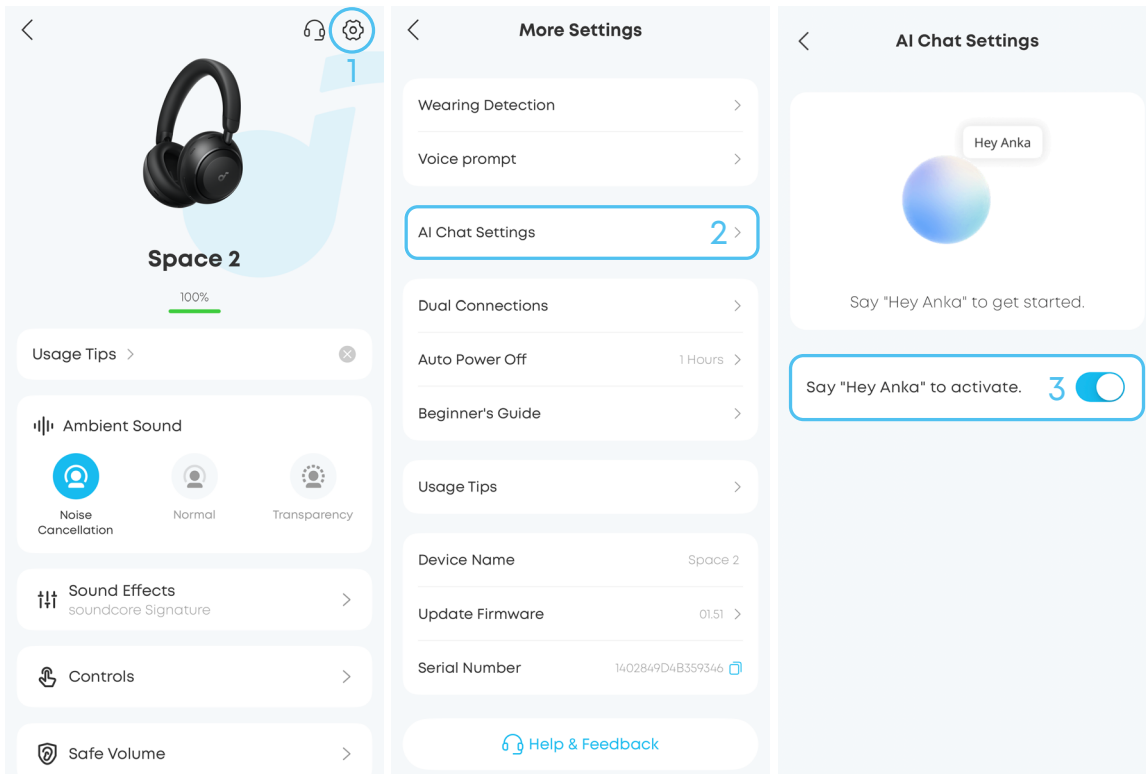 1
Space 2
100%
Usage Tips
Ambient Sound
Noise
Cancellation
Normal
Transparency
Sound Effects
soundcore Signature
Controls
Safe Volume
More Settings
Wearing Detection
Voice prompt
AI Chat Settings 2
Dual Connections
Auto Power Off 1 Hours
Beginner's Guide
Usage Tips
Device Name Space 2
Update Firmware 01.51
Serial Number 1402849D4B359346
Help & Feedback
AI Chat Settings
Hey Anka
Say "Hey Anka" to get started.
Say "Hey Anka" to activate. 3